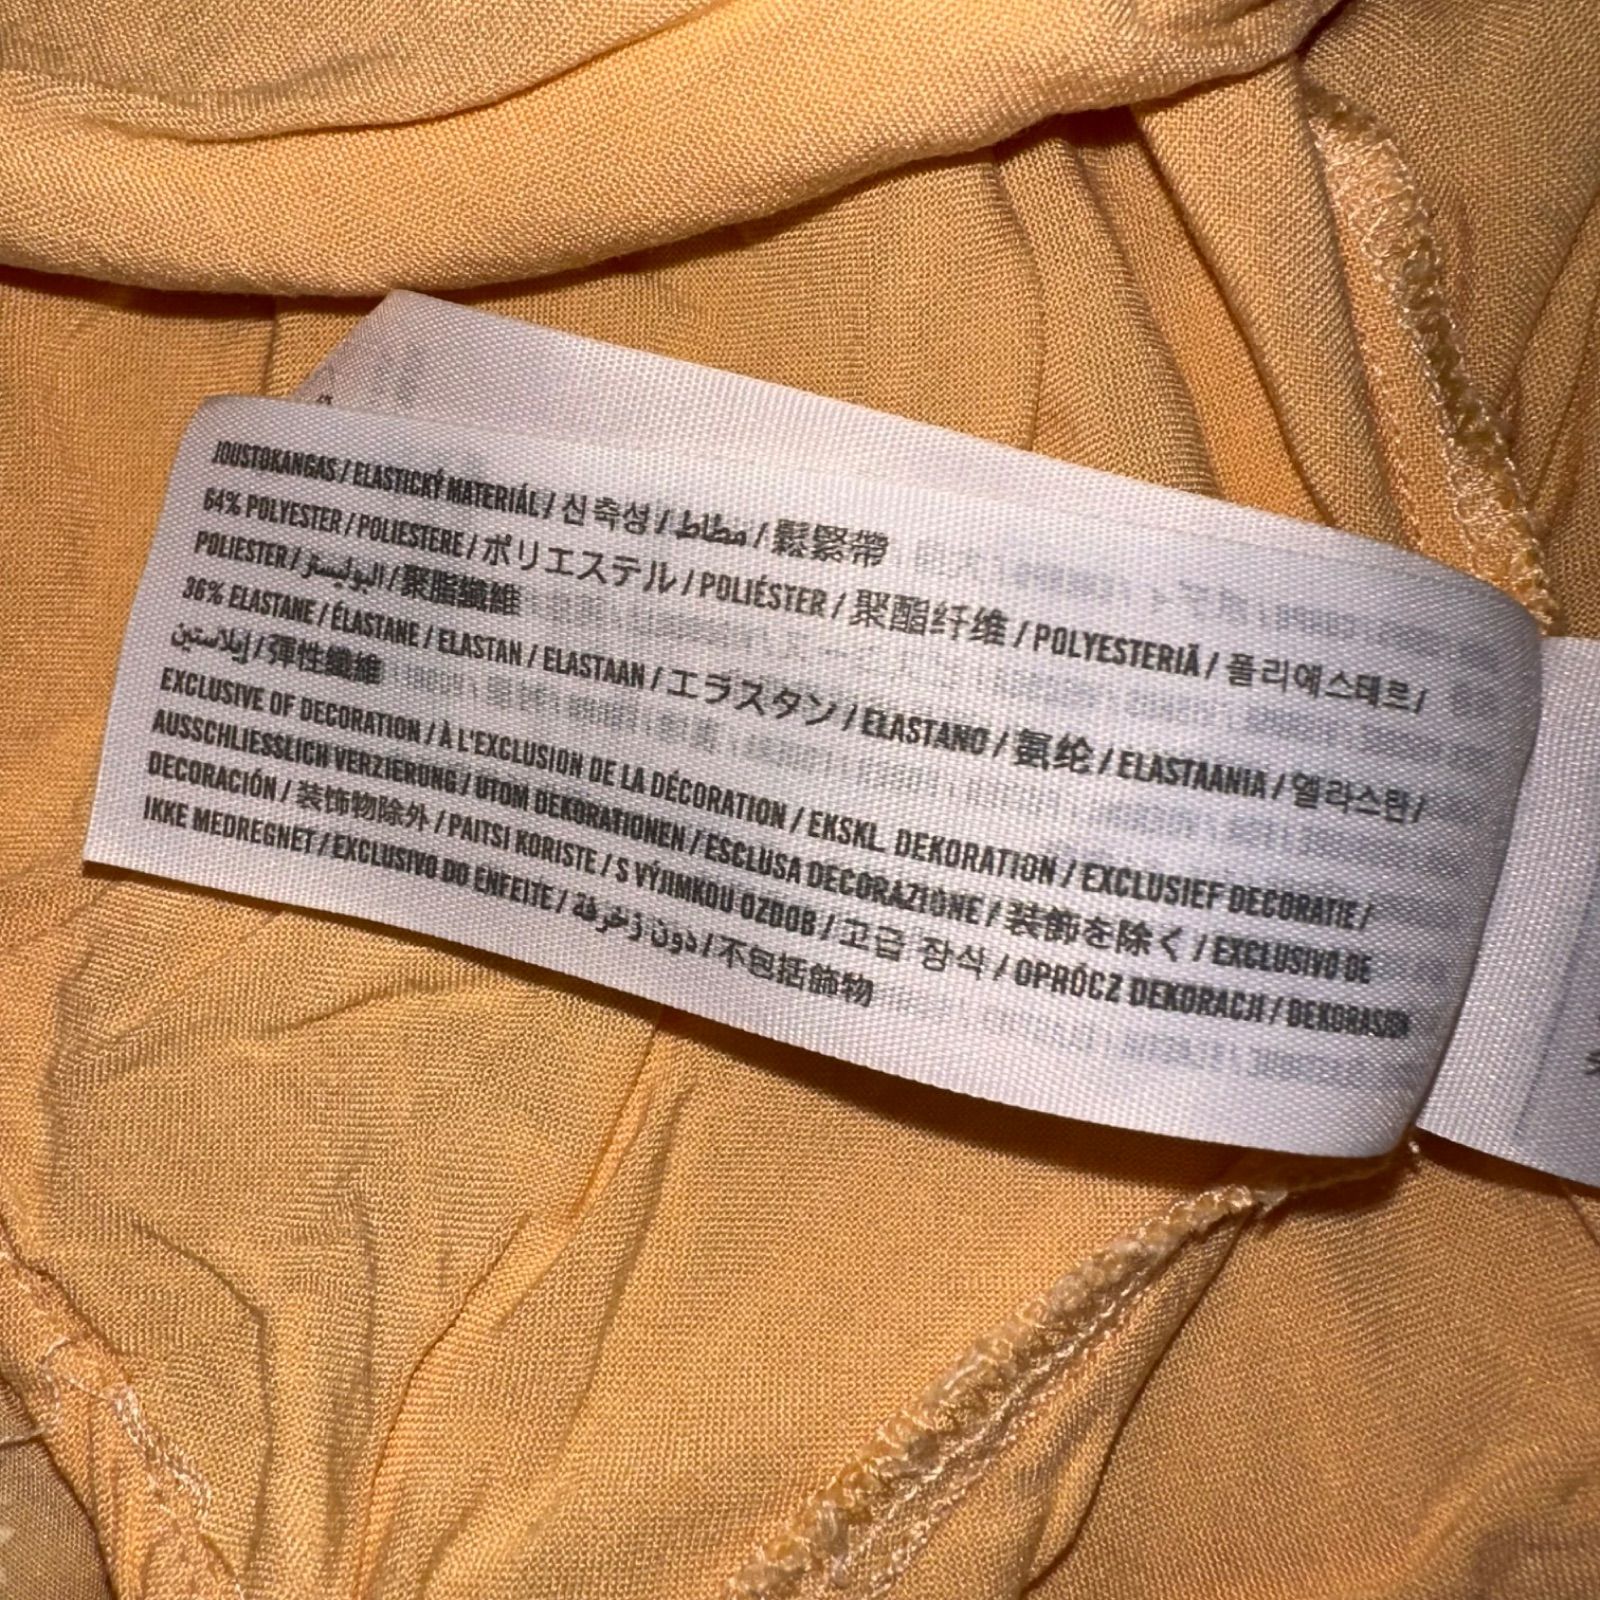 JOUSTOKANGAS / ELASTICKÝ MATERIÁL / 신축성 / مطاط / 鬆緊帶
64% POLYESTER / POLIESTERE / ポリエステル / POLIÉSTER / 聚酯纤维 / POLYESTERIÄ / 폴리에스테르 /
POLIESTER / البوليستر / 聚脂纖維
36% ELASTANE / ÉLASTANE / ELASTAN / ELASTAAN / エラスタン / ELASTANO / 氨纶 / ELASTAANIA / 엘라스탄 /
إيلاستين / 彈性纖維
EXCLUSIVE OF DECORATION / À L'EXCLUSION DE LA DÉCORATION / EKSKL. DEKORATION / EXCLUSIEF DECORATIE /
AUSSCHLIESSLICH VERZIERUNG / UTOM DEKORATIONEN / ESCLUSA DECORAZIONE / 装飾を除く / EXCLUSIVO DE
DECORACIÓN / 装饰物除外 / PAITSI KORISTE / S VÝJIMKOU OZDOB / 고급 장식 / OPRÓCZ DEKORACJI / DEKORASJON
IKKE MEDREGNET / EXCLUSIVO DO ENFEITE / دون زخرفة / 不包括飾物